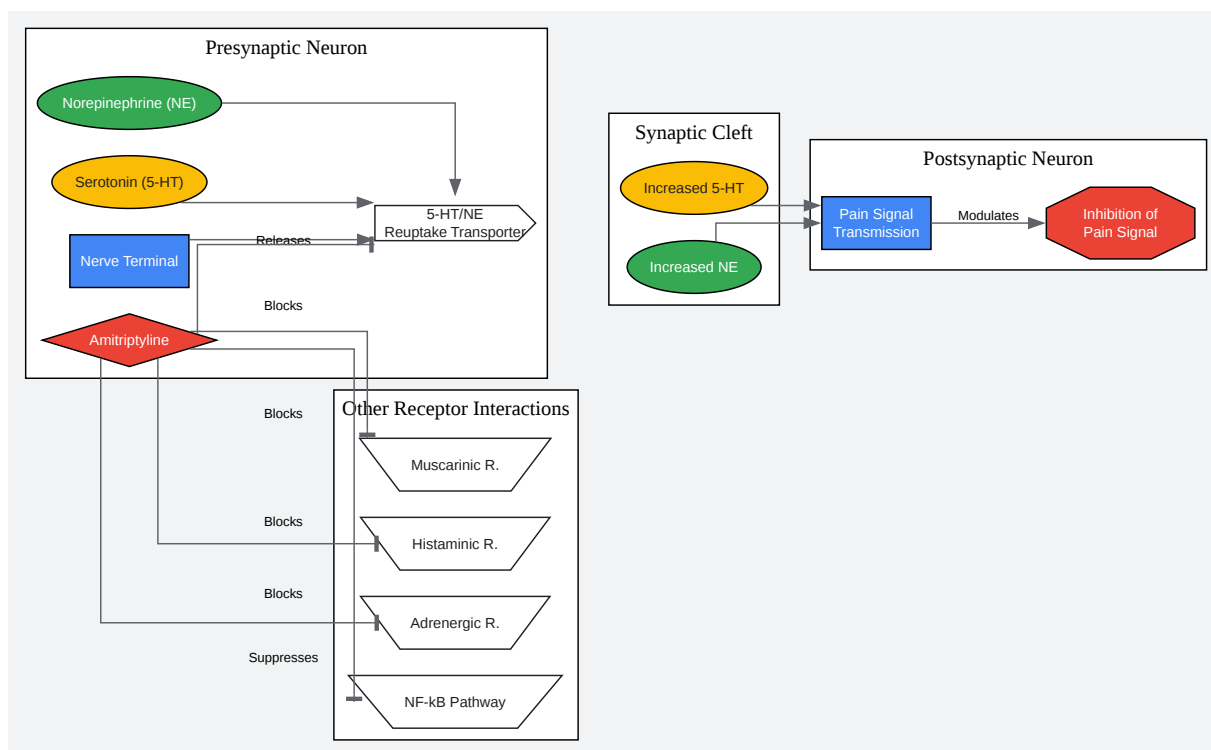 Presynaptic Neuron
Norepinephrine (NE)
Serotonin (5-HT)
5-HT/NE
Reuptake Transporter
Releases
Nerve Terminal
Blocks
Amitriptyline
Synaptic Cleft
Increased 5-HT
Increased NE
Postsynaptic Neuron
Pain Signal
Transmission
Modulates
Inhibition of
Pain Signal
Other Receptor Interactions
Blocks
Muscarinic R.
Blocks
Histaminic R.
Blocks
Adrenergic R.
Suppresses
NF-kB Pathway